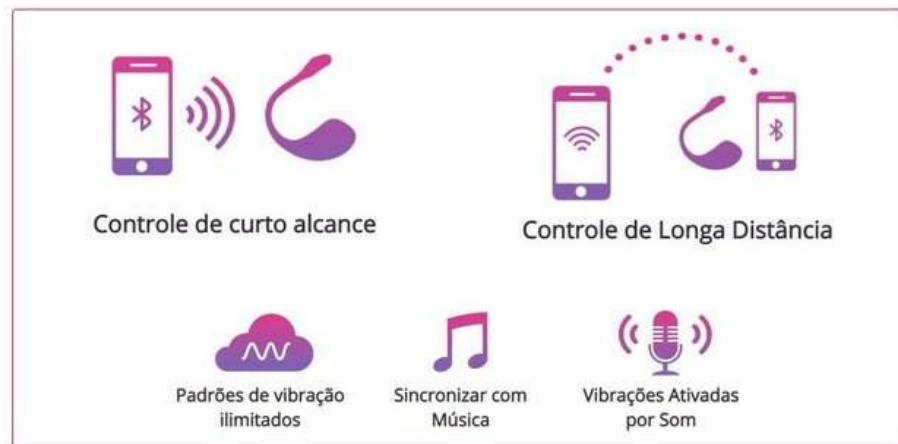 Controle de curto alcance
Controle de Longa Distância
Padrões de vibração
ilimitados
Sincronizar com
Música
Vibrações Ativadas
por Som